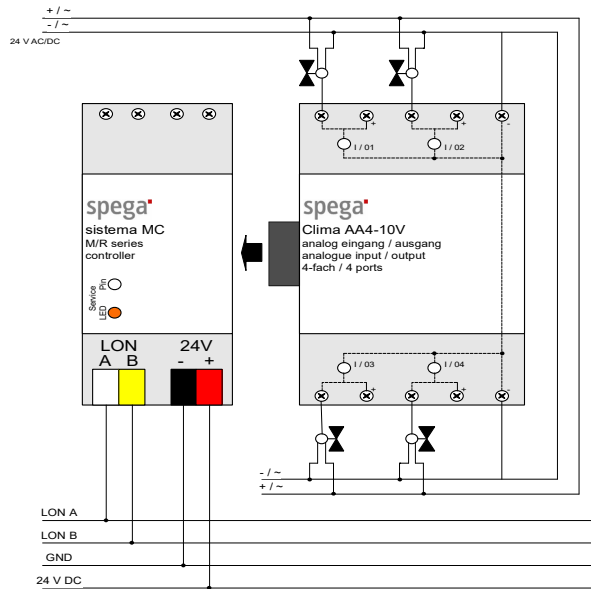 + / ~
- / ~
24 V AC/DC
+
+
-
I / 01
I / 02
spega
sistema MC
M/R series
controller
Service
Pin
LED
spega
Clima AA4-10V
analog eingang / ausgang
analogue input / output
4-fach / 4 ports
LON
24V
A B
- +
I / 03
I / 04
+
+
-
- / ~
+ / ~
LON A
LON B
GND
24 V DC